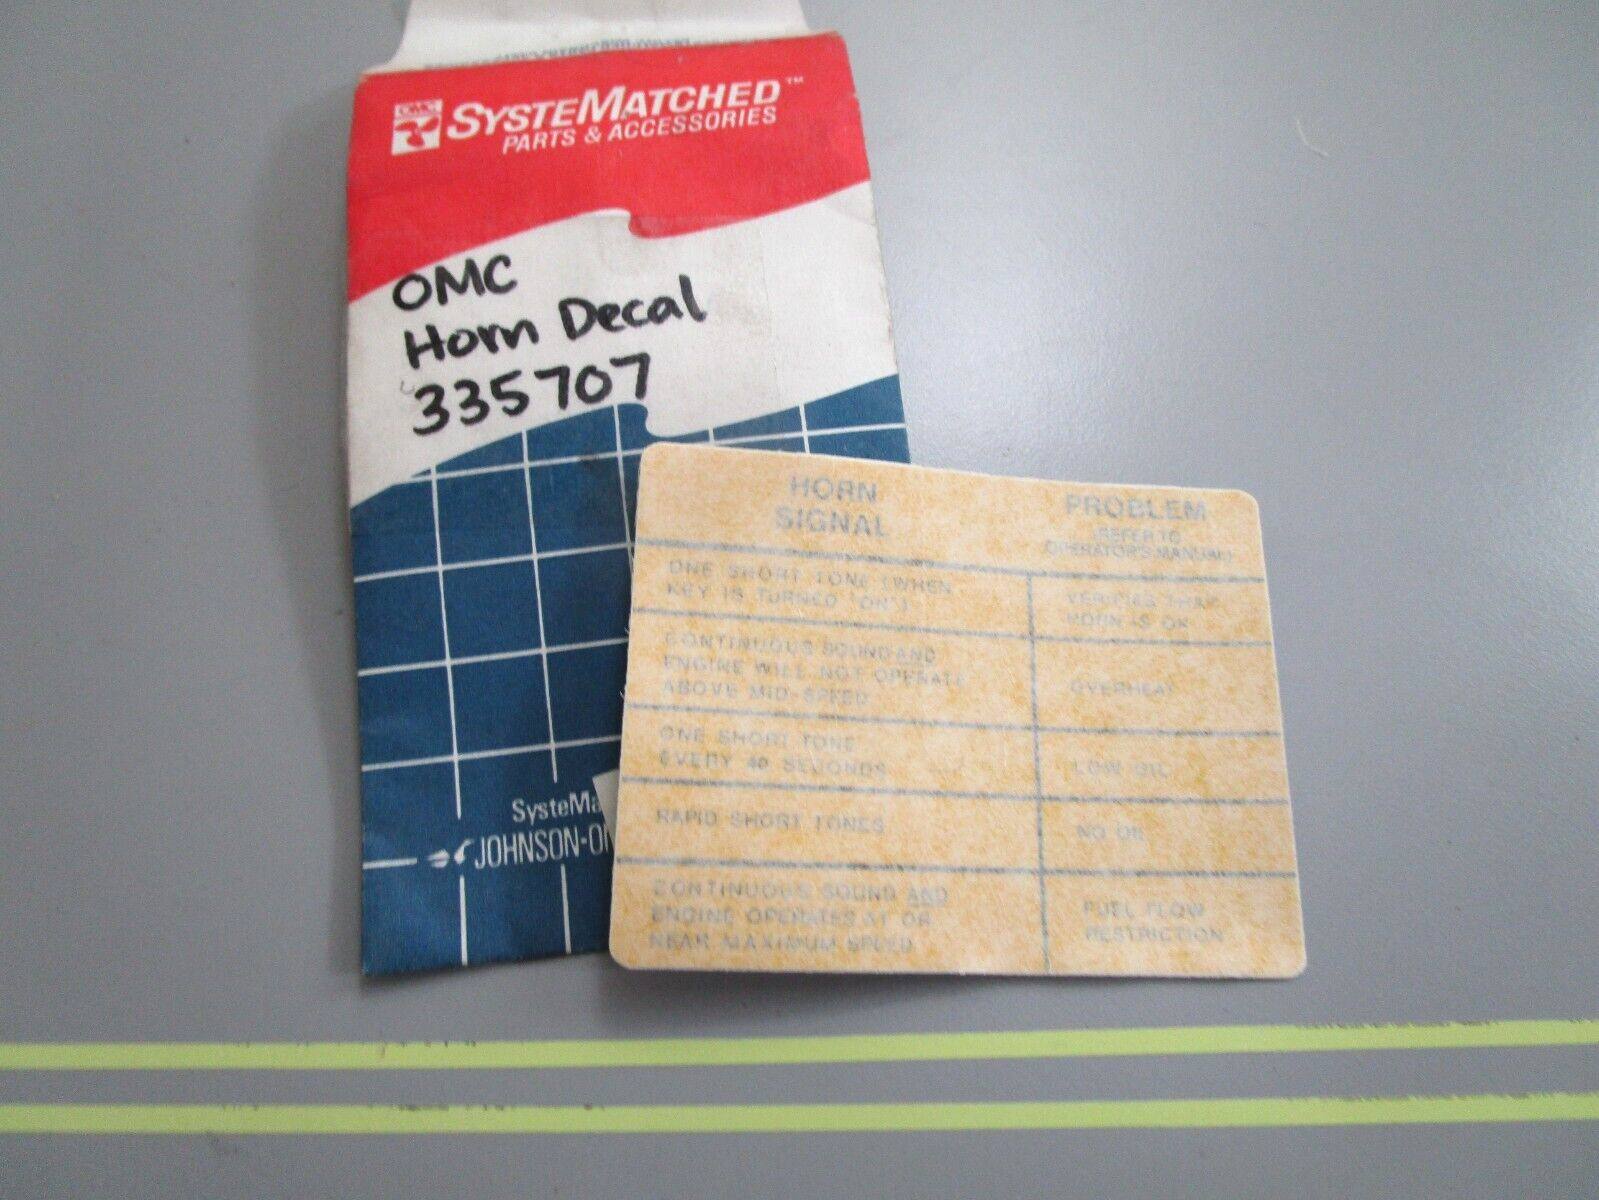 OMC
SYSTEMATCHED™
PARTS & ACCESSORIES
OMC
Horn Decal
335707
SysteMa
JOHNSON-O
HORN
SIGNAL
PROBLEM
(REFER TO
OPERATOR'S MANUAL)
ONE SHORT TONE (WHEN
KEY IS TURNED "ON")
VERIFIES THAT
HORN IS OK
CONTINUOUS SOUND AND
ENGINE WILL NOT OPERATE
ABOVE MID-SPEED
OVERHEAT
ONE SHORT TONE
EVERY 40 SECONDS
LOW OIL
RAPID SHORT TONES
NO OIL
CONTINUOUS SOUND AND
ENGINE OPERATES AT OR
NEAR MAXIMUM SPEED
FUEL FLOW
RESTRICTION